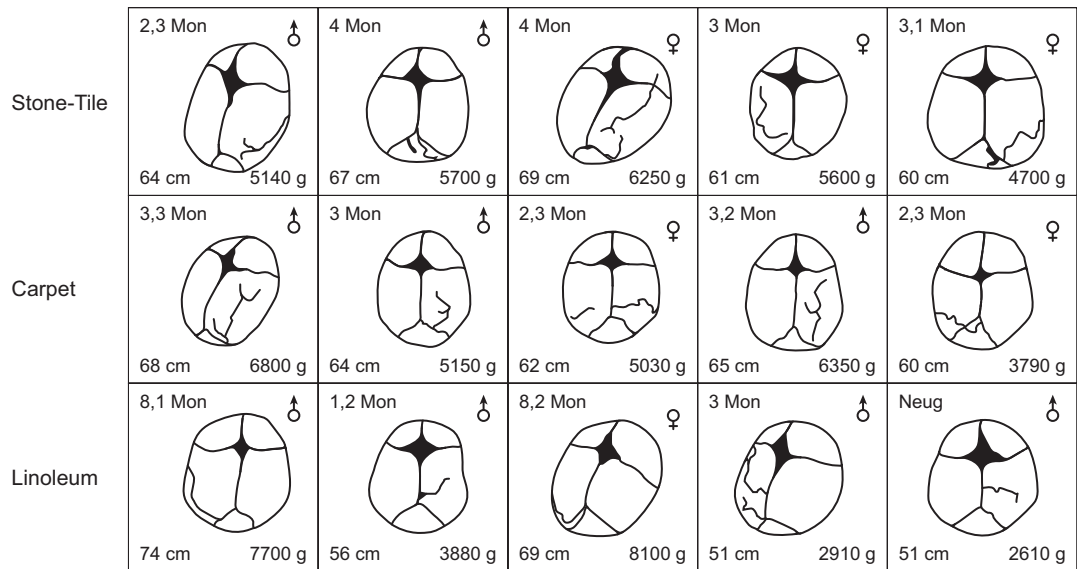 Stone-Tile
2,3 Mon ♂
64 cm 5140 g
4 Mon ♂
67 cm 5700 g
4 Mon ♀
69 cm 6250 g
3 Mon ♀
61 cm 5600 g
3,1 Mon ♀
60 cm 4700 g
Carpet
3,3 Mon ♂
68 cm 6800 g
3 Mon ♂
64 cm 5150 g
2,3 Mon ♀
62 cm 5030 g
3,2 Mon ♂
65 cm 6350 g
2,3 Mon ♀
60 cm 3790 g
Linoleum
8,1 Mon ♂
74 cm 7700 g
1,2 Mon ♂
56 cm 3880 g
8,2 Mon ♀
69 cm 8100 g
3 Mon ♂
51 cm 2910 g
Neug ♂
51 cm 2610 g